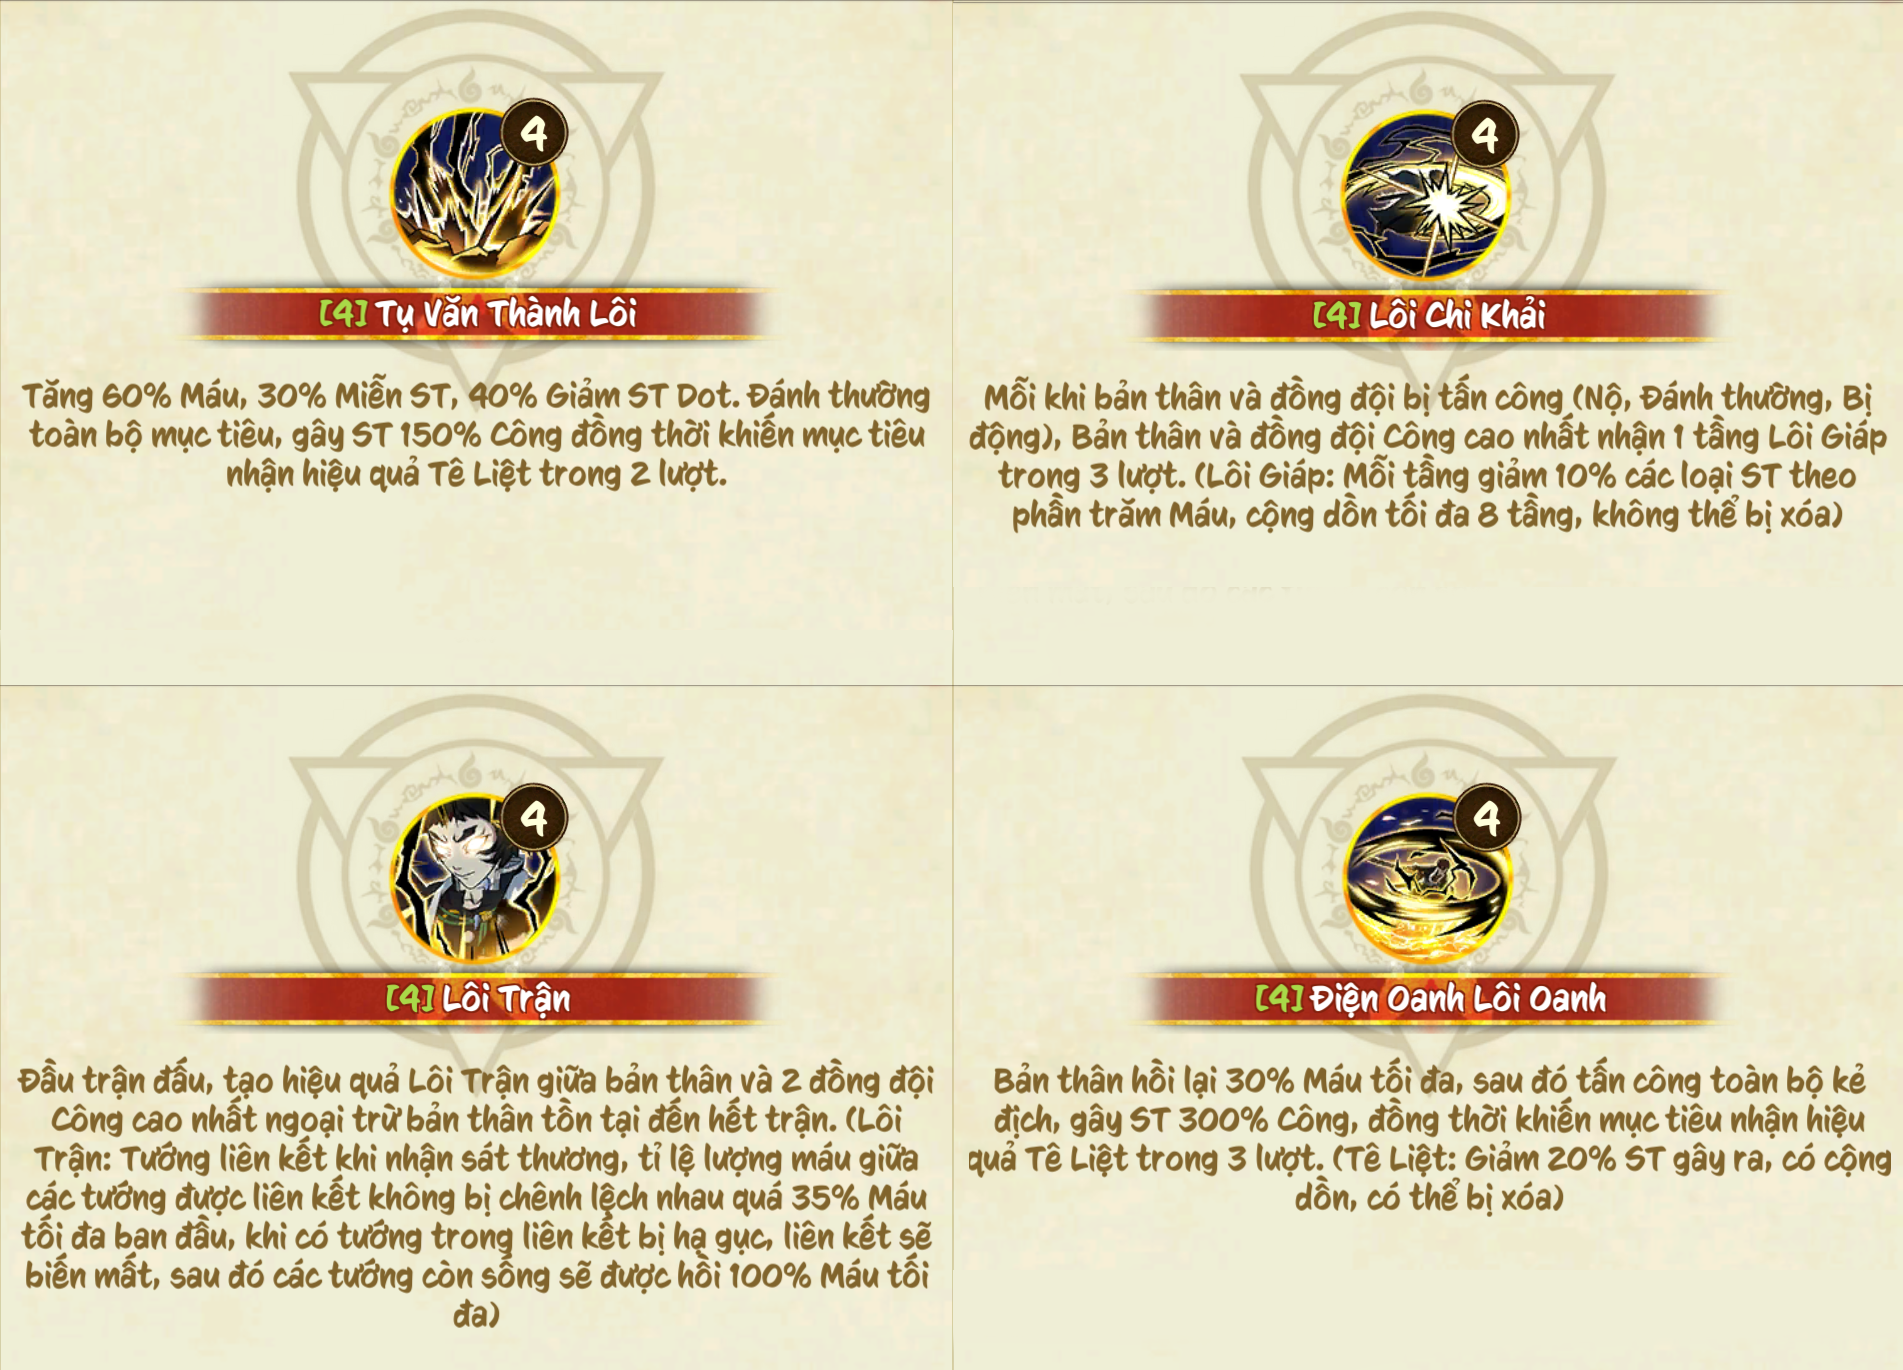 4
[4] Tụ Văn Thành Lôi
Tăng 60% Máu, 30% Miễn ST, 40% Giảm ST Dot. Đánh thường
toàn bộ mục tiêu, gây ST 150% Công đồng thời khiến mục tiêu
nhận hiệu quả Tê Liệt trong 2 lượt.
4
[4] Lôi Chi Khải
Mỗi khi bản thân và đồng đội bị tấn công (Nộ, Đánh thường, Bị
động), Bản thân và đồng đội Công cao nhất nhận 1 tầng Lôi Giáp
trong 3 lượt. (Lôi Giáp: Mỗi tầng giảm 10% các loại ST theo
phần trăm Máu, cộng dồn tối đa 8 tầng, không thể bị xóa)
4
[4] Lôi Trận
Đầu trận đấu, tạo hiệu quả Lôi Trận giữa bản thân và 2 đồng đội
Công cao nhất ngoại trừ bản thân tồn tại đến hết trận. (Lôi
Trận: Tướng liên kết khi nhận sát thương, tỉ lệ lượng máu giữa
các tướng được liên kết không bị chênh lệch nhau quá 35% Máu
tối đa ban đầu, khi có tướng trong liên kết bị hạ gục, liên kết sẽ
biến mất, sau đó các tướng còn sống sẽ được hồi 100% Máu tối
đa)
4
[4] Điện Oanh Lôi Oanh
Bản thân hồi lại 30% Máu tối đa, sau đó tấn công toàn bộ kẻ
địch, gây ST 300% Công, đồng thời khiến mục tiêu nhận hiệu
quả Tê Liệt trong 3 lượt. (Tê Liệt: Giảm 20% ST gây ra, có cộng
dồn, có thể bị xóa)